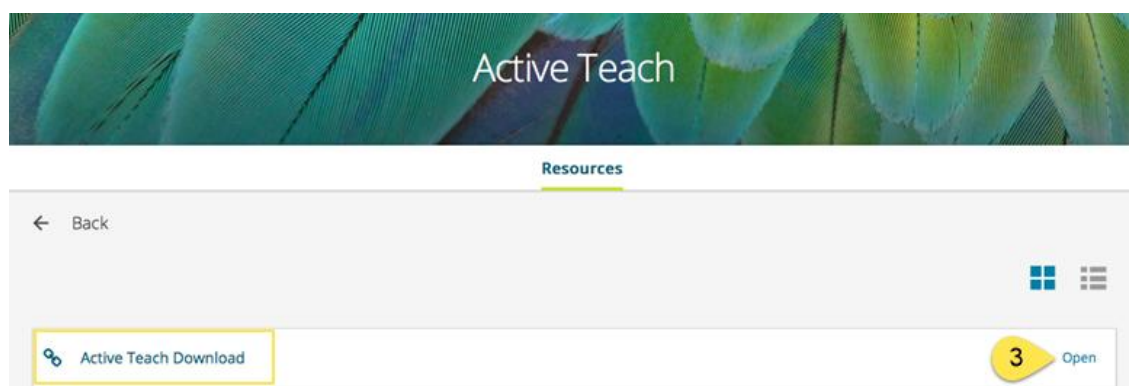 Active Teach
Resources
← Back
Active Teach Download
3 Open